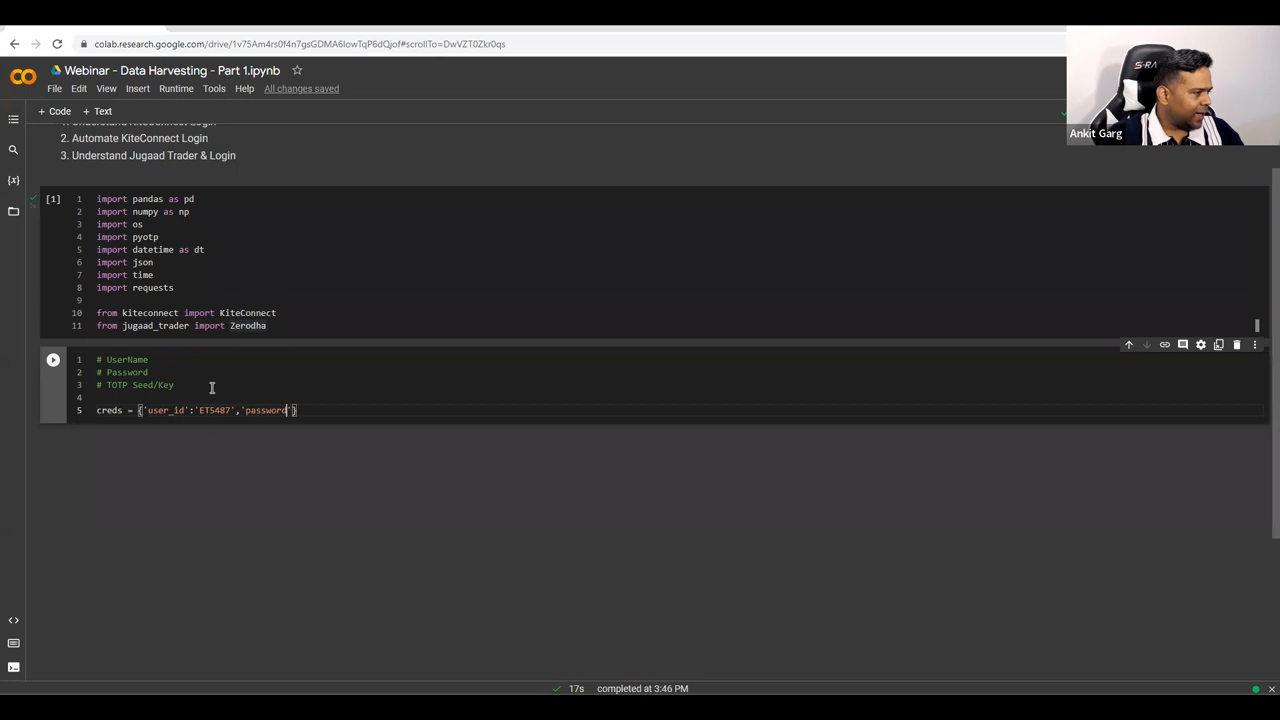 colab.research.google.com/drive/1v75Am4rs0f4n7gsGDMA6IowTqP6dQjof#scrollTo=DwVZT0Zkr0qs
Webinar - Data Harvesting - Part 1.ipynb
File Edit View Insert Runtime Tools Help All changes saved
+ Code + Text
1. Understand KiteConnect Login
2. Automate KiteConnect Login
3. Understand Jugaad Trader & Login
Ankit Garg
[1] 1 import pandas as pd
2 import numpy as np
3 import os
4 import pyotp
5 import datetime as dt
6 import json
7 import time
8 import requests
9
10 from kiteconnect import KiteConnect
11 from jugaad_trader import Zerodha
1 # UserName
2 # Password
3 # TOTP Seed/Key
4
5 creds = {'user_id':'ET5487','password'}
17s completed at 3:46 PM